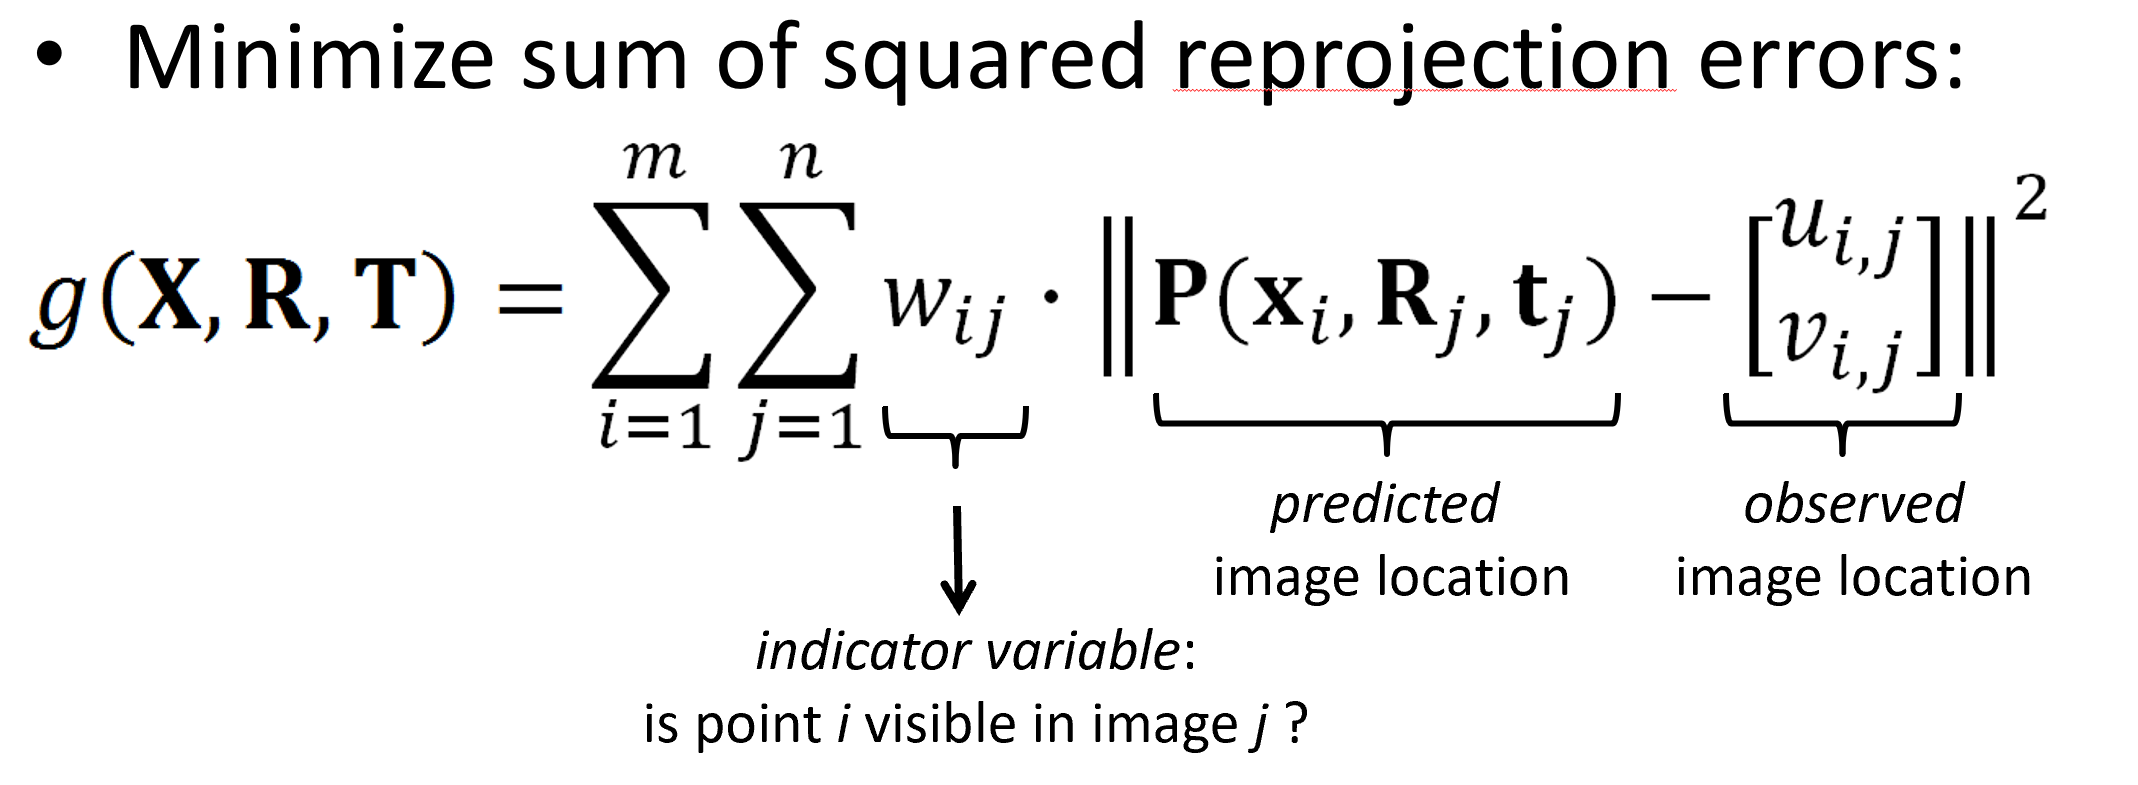 • Minimize sum of squared reprojection errors:
g(X, R, T) = ∑_{i=1}^{m} ∑_{j=1}^{n} w_{ij} · ‖P(x_i, R_j, t_j) − [u_{i,j} v_{i,j}]‖^2
predicted observed
image location image location
indicator variable:
is point i visible in image j ?